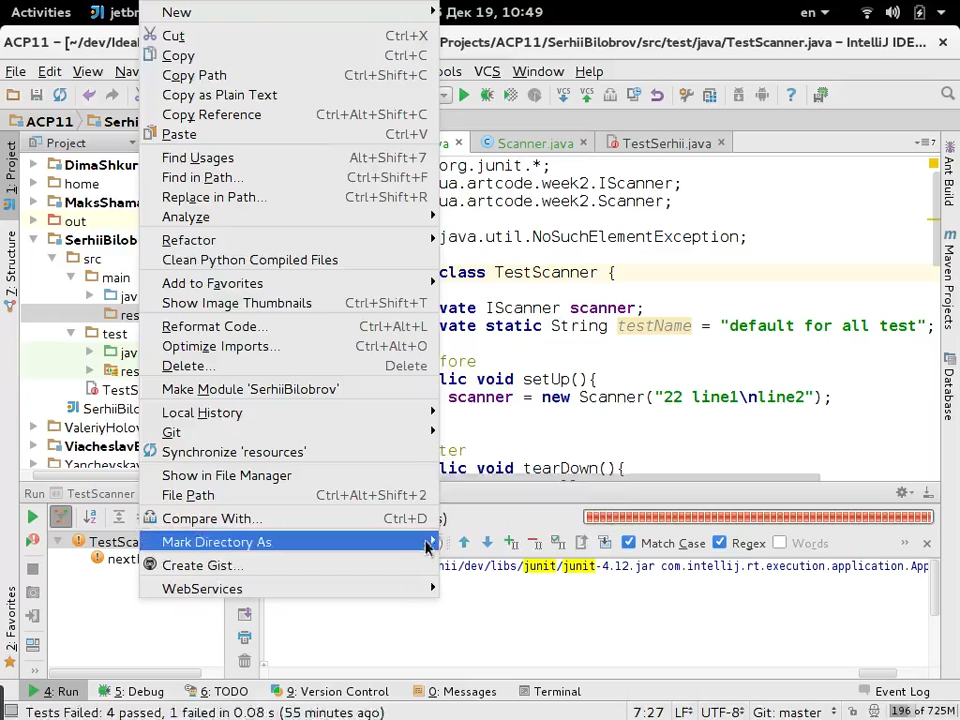 Activities
jetbr
Дек 19, 10:49
en
ACP11 – [~/dev/Idea
Projects/ACP11/SerhiiBilobrov/src/test/java/TestScanner.java – IntelliJ IDE...
File Edit View Nav
ols VCS Window Help
ACP11 Serh
Project
1: Project
7: Structure
2: Favorites
Ant Build
Maven Projects
Database
DimaShkur
home
MaksShama
out
SerhiiBilob
src
main
jav
res
test
jav
res
TestS
SerhiiBilo
ValeriyHolov
ViacheslavB
Yanchevskav
New
Cut Ctrl+X
Copy Ctrl+C
Copy Path Ctrl+Shift+C
Copy as Plain Text
Copy Reference Ctrl+Alt+Shift+C
Paste Ctrl+V
Find Usages Alt+Shift+7
Find in Path... Ctrl+Shift+F
Replace in Path... Ctrl+Shift+R
Analyze
Refactor
Clean Python Compiled Files
Add to Favorites
Show Image Thumbnails Ctrl+Shift+T
Reformat Code... Ctrl+Alt+L
Optimize Imports... Ctrl+Alt+O
Delete... Delete
Make Module 'SerhiiBilobrov'
Local History
Git
Synchronize 'resources'
Show in File Manager
File Path Ctrl+Alt+Shift+2
Compare With... Ctrl+D
Mark Directory As
Create Gist...
WebServices
va Scanner.java TestSerhii.java
org.junit.*;
ua.artcode.week2.IScanner;
ua.artcode.week2.Scanner;
java.util.NoSuchElementException;
class TestScanner {
vate IScanner scanner;
vate static String testName = "default for all test";
fore
lic void setUp(){
scanner = new Scanner("22 line1\nline2");
ter
lic void tearDown(){
Run TestScanner
TestSca
next
s)
Match Case Regex Words
ii/dev/libs/junit/junit-4.12.jar com.intellij.rt.execution.application.App
4: Run 5: Debug 6: TODO 9: Version Control 0: Messages Terminal Event Log
Tests Failed: 4 passed, 1 failed in 0.08 s (55 minutes ago) 7:27 LF UTF-8 Git: master 196 of 725M